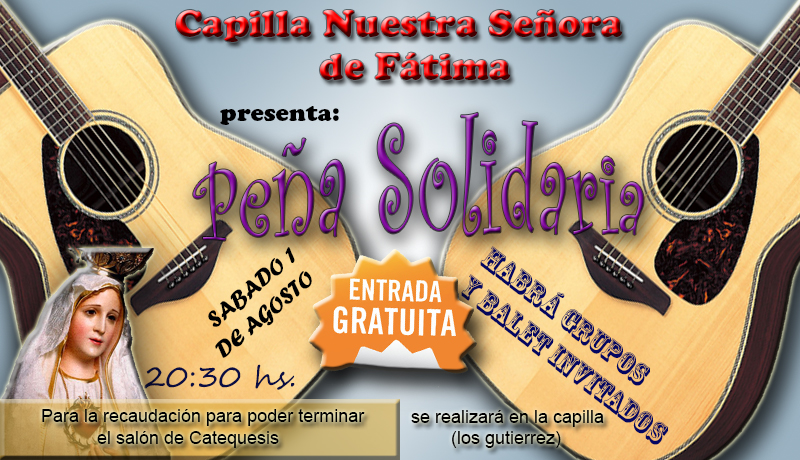 Capilla Nuestra Señora
de Fátima
presenta:
Peña Solidaria
SABADO 1
DE AGOSTO
20:30 hs.
ENTRADA
GRATUITA
HABRÁ GRUPOS
Y BALET INVITADOS
Para la recaudación para poder terminar
el salón de Catequesis
se realizará en la capilla
(los gutierrez)